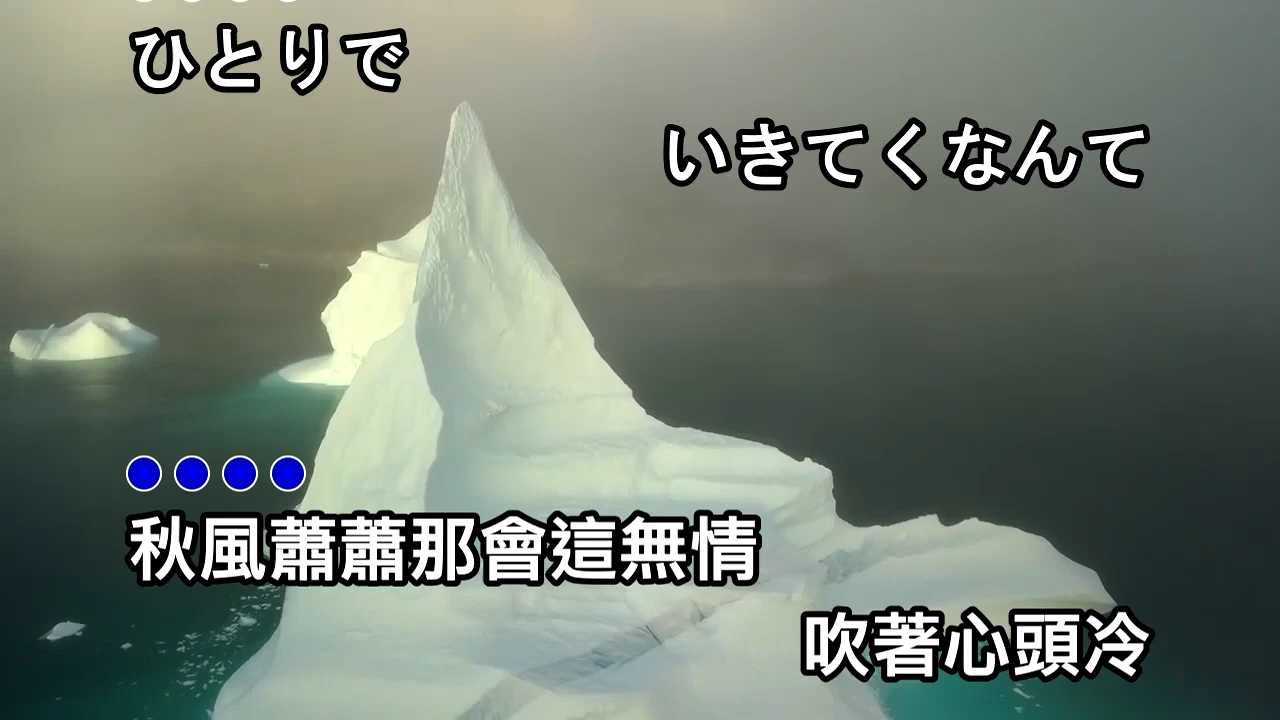 ひとりで
いきてくなんて
秋風蕭蕭那會這無情
吹著心頭冷